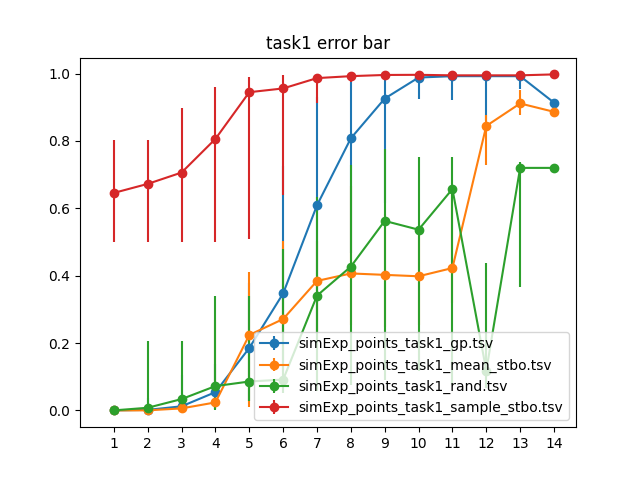 task1 error bar
1.0
0.8
0.6
0.4
0.2
0.0
simExp_points_task1_gp.tsv
simExp_points_task1_mean_stbo.tsv
simExp_points_task1_rand.tsv
simExp_points_task1_sample_stbo.tsv
1 2 3 4 5 6 7 8 9 10 11 12 13 14